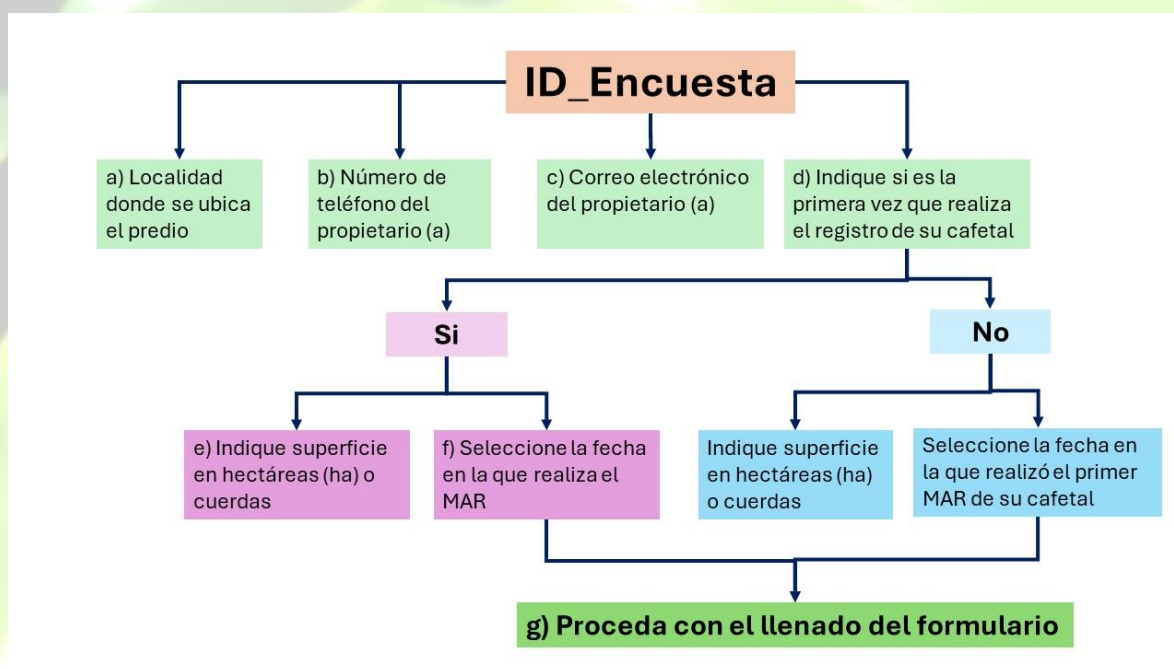 ID_Encuesta
a) Localidad
donde se ubica
el predio
b) Número de
teléfono del
propietario (a)
c) Correo electrónico
del propietario (a)
d) Indique si es la
primera vez que realiza
el registro de su cafetal
Si
No
e) Indique superficie
en hectáreas (ha) o
cuerdas
f) Seleccione la fecha
en la que realiza el
MAR
Indique superficie
en hectáreas (ha)
o cuerdas
Seleccione la fecha en
la que realizó el primer
MAR de su cafetal
g) Proceda con el llenado del formulario